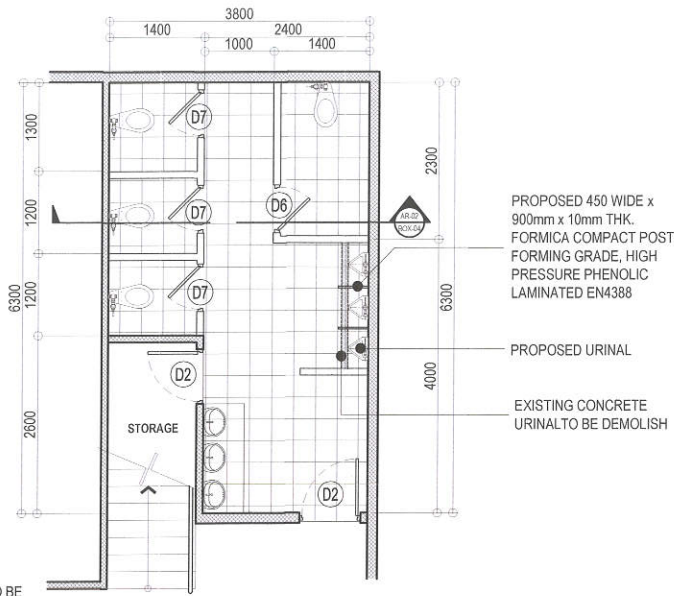 3800
1400
2400
1000
1400
1300
1200
1200
2600
6300
2300
4000
6300
D7
D7
D7
D6
D2
D2
STORAGE
AR-02
BOX-04
PROPOSED 450 WIDE x
900mm x 10mm THK.
FORMICA COMPACT POST
FORMING GRADE, HIGH
PRESSURE PHENOLIC
LAMINATED EN4388
PROPOSED URINAL
EXISTING CONCRETE
URINALTO BE DEMOLISH
BE